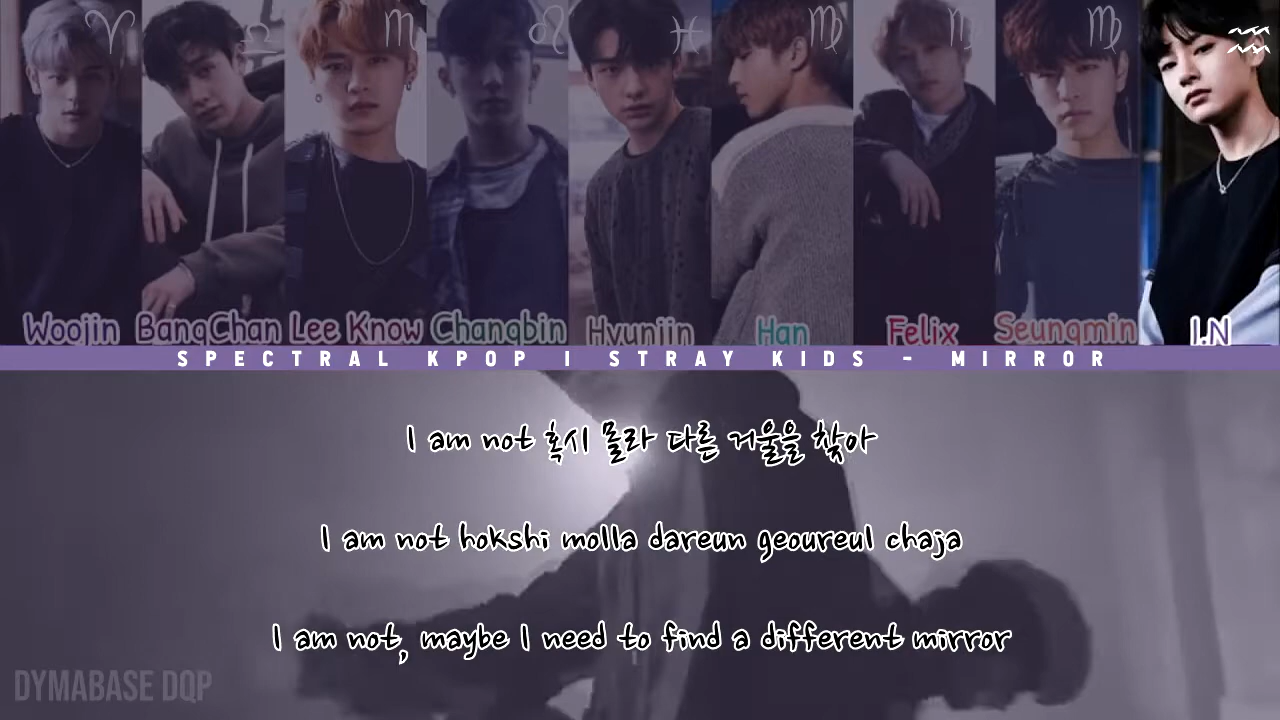 Woojin BangChan Lee Know Changbin Hyunjin Han Felix Seungmin I.N
SPECTRAL KPOP I STRAY KIDS - MIRROR
I am not 혹시 몰라 다른 거울을 찾아
I am not hokshi molla dareun geoureul chaja
I am not, maybe I need to find a different mirror
DYMABASE DQP